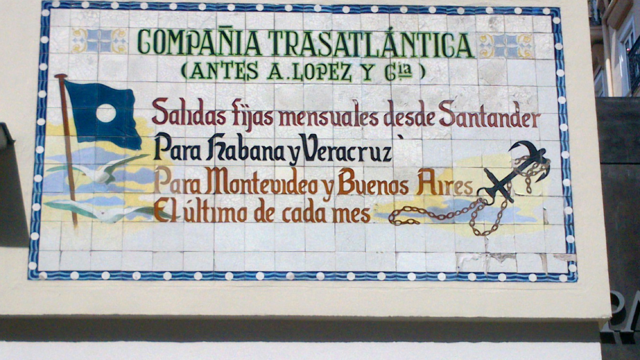 COMPAÑIA TRASATLÁNTICA
(ANTES A. LOPEZ Y Cia)
Salidas fijas mensuales desde Santander
Para Habana y Veracruz
Para Montevideo y Buenos Aires
El último de cada mes